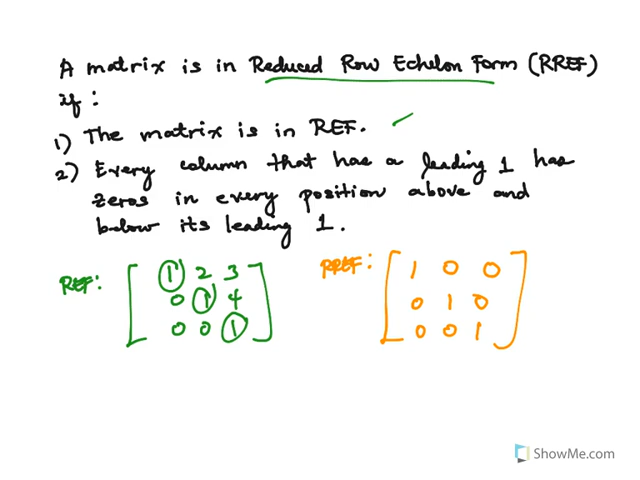 A matrix is in Reduced Row Echelon Form (RREF)
if :
1) The matrix is in REF. ✓
2) Every column that has a leading 1 has
zeros in every position above and
below its leading 1.
REF: [ 1 2 3
0 1 4
0 0 1 ]
RREF: [ 1 0 0
0 1 0
0 0 1 ]
ShowMe.com